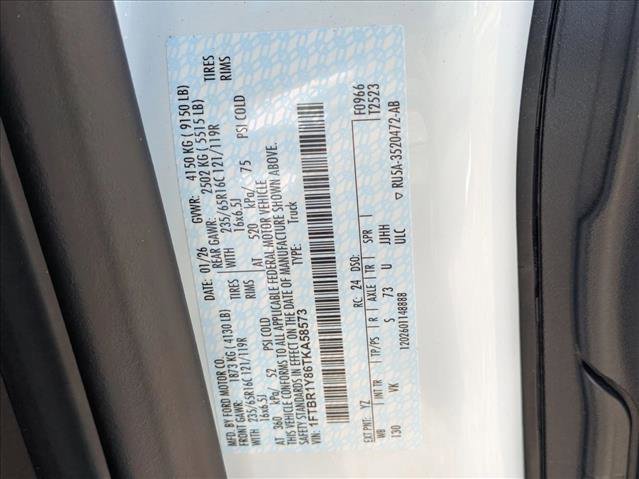 MFD. BY FORD MOTOR CO. DATE: 01/26 GVWR: 4150 KG ( 9150 LB)
FRONT GAWR: 1873 KG ( 4130 LB) REAR GAWR: 2502 KG ( 5515 LB)
WITH 235/65R16C 121/119R TIRES WITH 235/65R16C 121/119R TIRES
16x6.5J RIMS 16x6.5J RIMS
AT 360 kPa/ 52 PSI COLD AT 520 kPa/ 75 PSI COLD
THIS VEHICLE CONFORMS TO ALL APPLICABLE FEDERAL MOTOR VEHICLE
SAFETY STANDARDS IN EFFECT ON THE DATE OF MANUFACTURE SHOWN ABOVE.
VIN: 1FTBR1Y86TKA58573 TYPE: Truck
F0966
T2523
EXT PNT: YZ RC: 24 DSO:
WB INT TR TP/PS R AXLE TR SPR
130 VK S 73 U JJHH
ULC
1202601148888 ▽ RU5A-3520472-AB